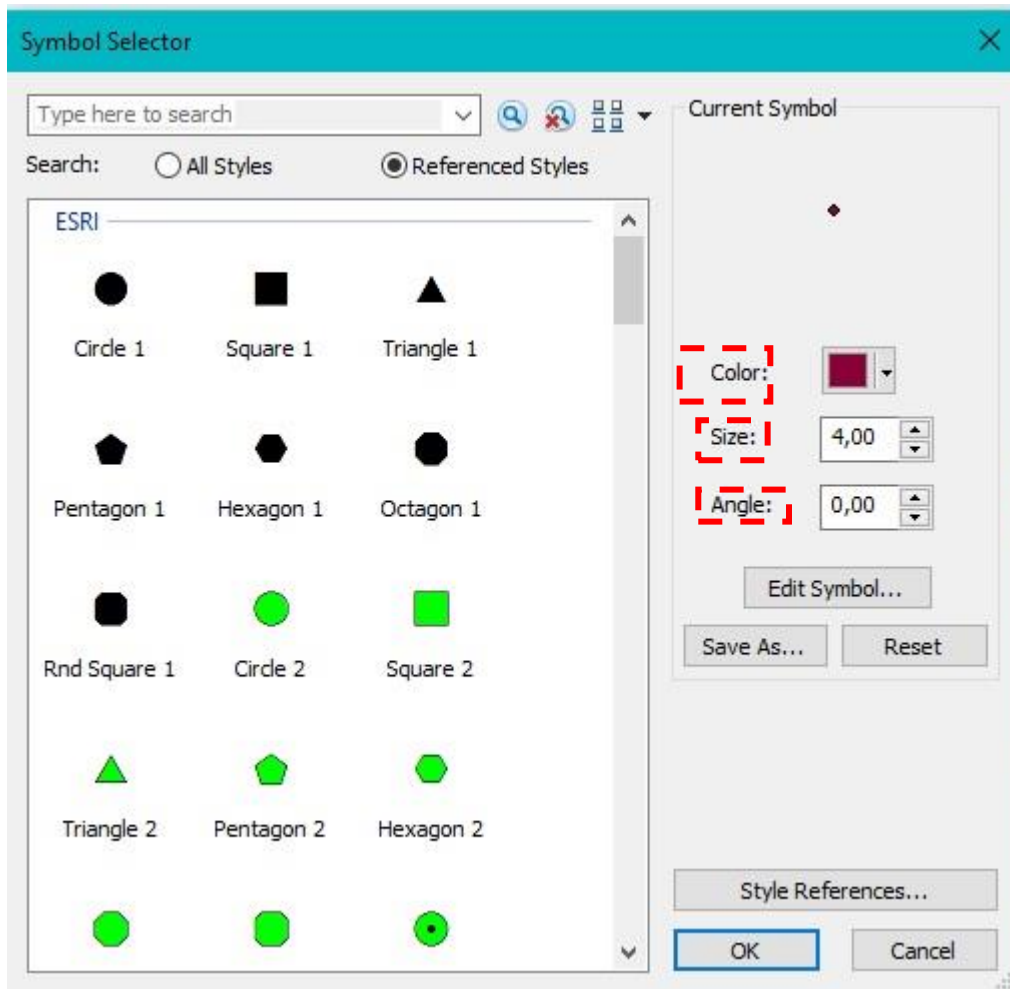 Symbol Selector
Type here to search
Search: All Styles Referenced Styles
ESRI
Circle 1 Square 1 Triangle 1
Pentagon 1 Hexagon 1 Octagon 1
Rnd Square 1 Circle 2 Square 2
Triangle 2 Pentagon 2 Hexagon 2
Current Symbol
Color:
Size: 4,00
Angle: 0,00
Edit Symbol...
Save As... Reset
Style References...
OK Cancel